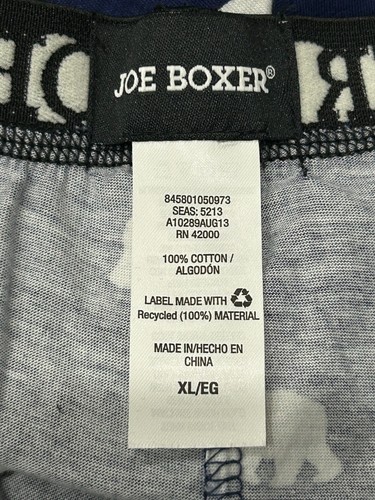 JOE BOXER®
845801050973
SEAS: 5213
A10289AUG13
RN 42000
100% COTTON /
ALGODÓN
LABEL MADE WITH
Recycled (100%) MATERIAL
MADE IN/HECHO EN
CHINA
XL/EG